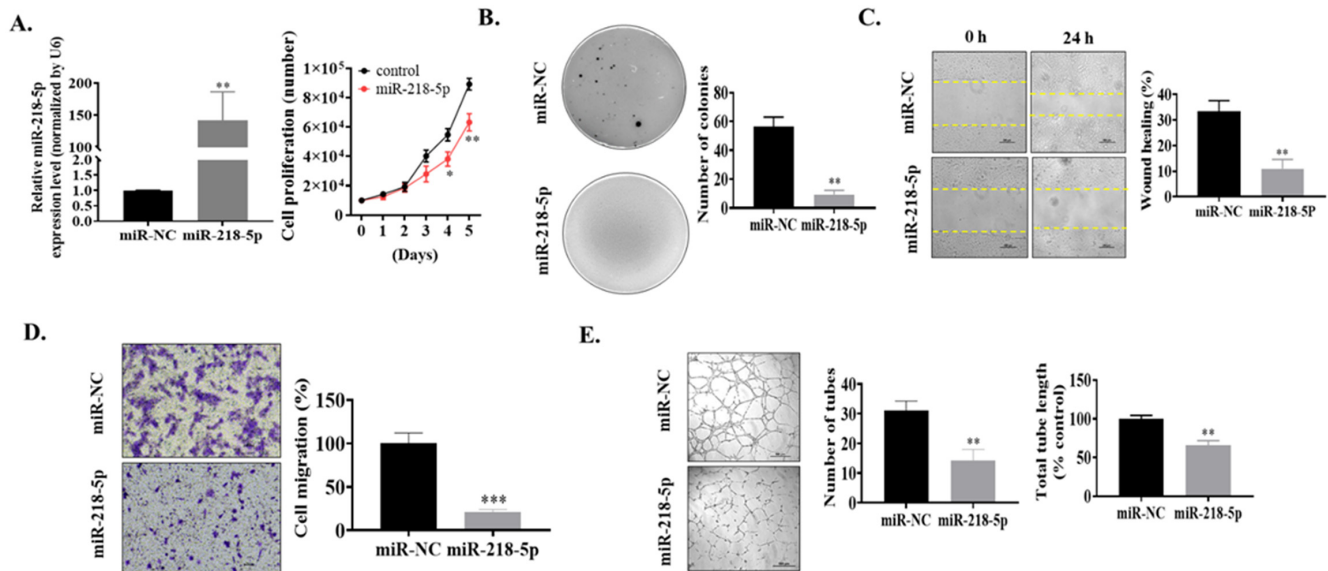 A.
Relative miR-218-5p
expression level (normalized by U6)
200
150
100
2.0
1.5
1.0
0.5
0.0
**
miR-NC miR-218-5p
Cell proliferation (number)
1×10⁵
8×10⁴
6×10⁴
4×10⁴
2×10⁴
control
miR-218-5p
*
**
0 1 2 3 4 5
(Days)
B.
miR-NC
miR-218-5p
Number of colonies
80
60
40
20
0
**
miR-NC miR-218-5p
C.
0 h 24 h
miR-NC
miR-218-5p
Wound healing (%)
50
40
30
20
10
0
**
miR-NC miR-218-5P
D.
miR-NC
miR-218-5p
Cell migration (%)
150
100
50
0
***
miR-NC miR-218-5p
E.
miR-NC
miR-218-5p
Number of tubes
40
30
20
10
0
**
miR-NC miR-218-5p
Total tube length
(% control)
150
100
50
0
**
miR-NC miR-218-5p